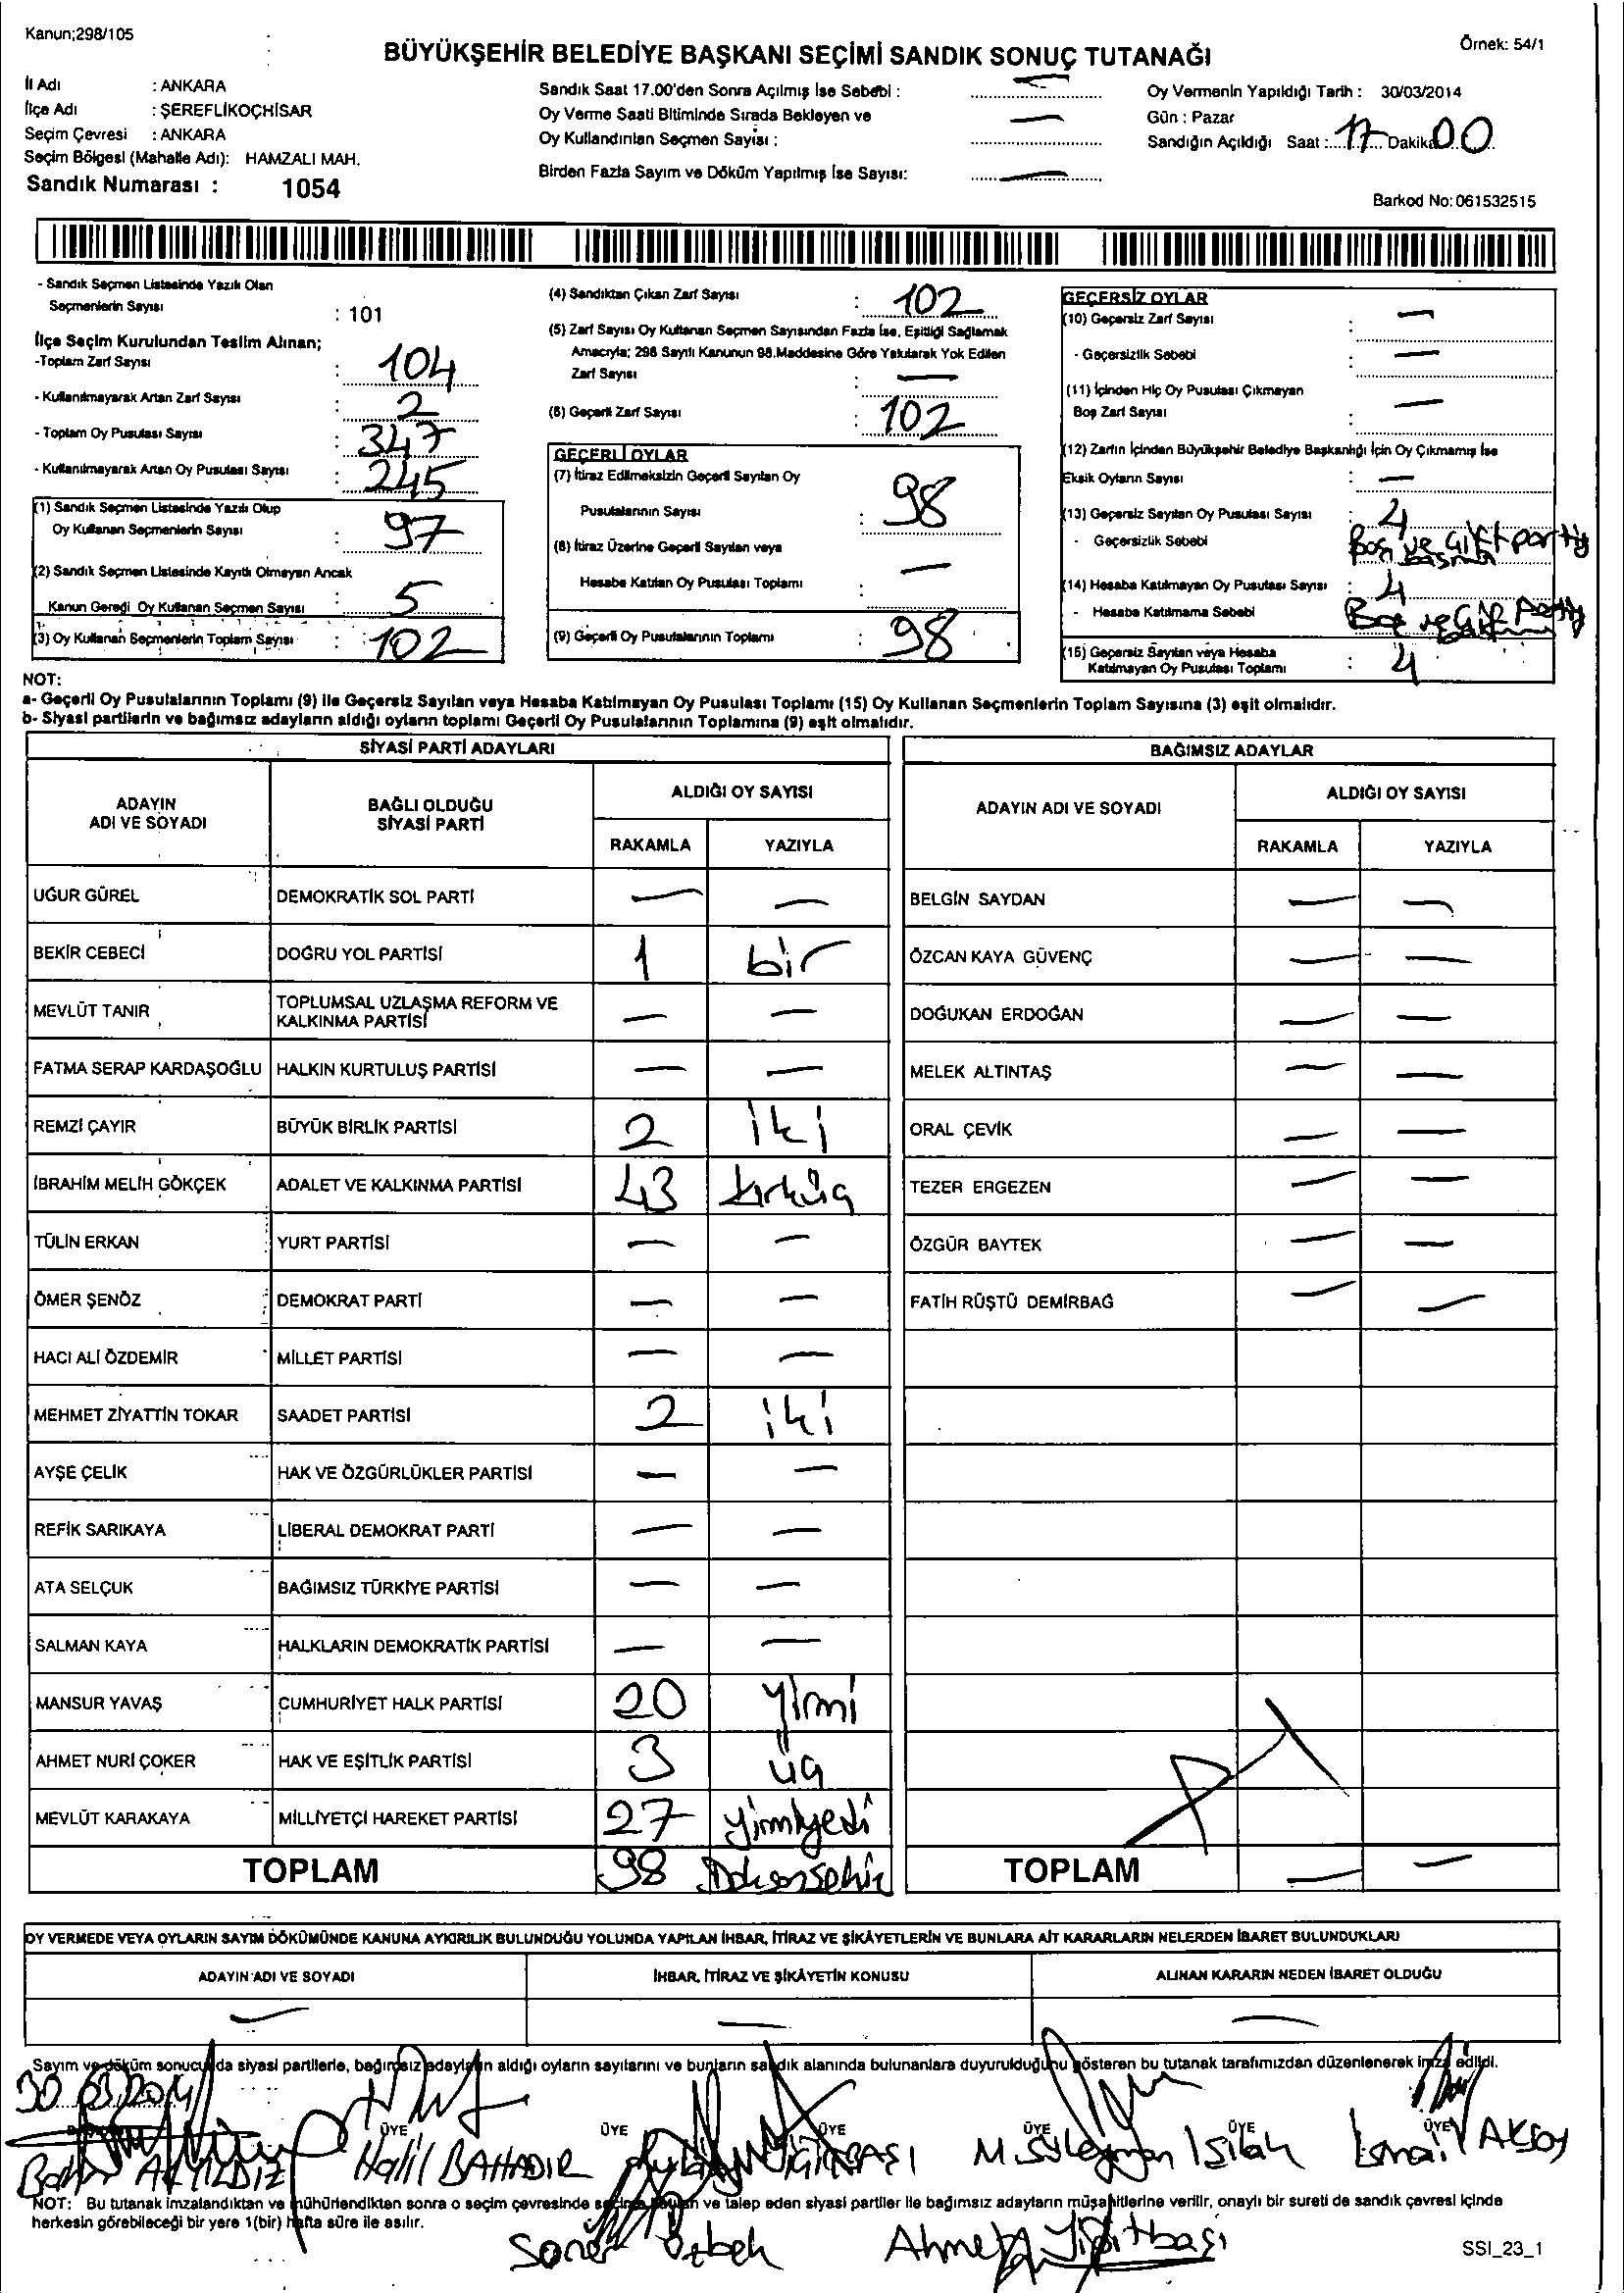 Kanun;298/105
BÜYÜKŞEHİR BELEDİYE BAŞKANI SEÇİMİ SANDIK SONUÇ TUTANAĞI
Örnek: 54/1
İl Adı : ANKARA
İlçe Adı : ŞEREFLİKOÇHİSAR
Seçim Çevresi : ANKARA
Seçim Bölgesi (Mahalle Adı): HAMZALI MAH.
Sandık Numarası : 1054
Sandık Saat 17.00'den Sonra Açılmış İse Sebebi : —
Oy Verme Saati Bitiminde Sırada Bekleyen ve
Oy Kullandırılan Seçmen Sayısı : —
Birden Fazla Sayım ve Döküm Yapılmış İse Sayısı: —
Oy Vermenin Yapıldığı Tarih : 30/03/2014
Gün : Pazar
Sandığın Açıldığı Saat : 17 Dakika 00
Barkod No: 061532515
- Sandık Seçmen Listesinde Yazılı Olan
Seçmenlerin Sayısı : 101
İlçe Seçim Kurulundan Teslim Alınan;
-Toplam Zarf Sayısı : 104
- Kullanılmayarak Artan Zarf Sayısı : 2
- Toplam Oy Pusulası Sayısı : 347
- Kullanılmayarak Artan Oy Pusulası Sayısı : 245
(1) Sandık Seçmen Listesinde Yazılı Olup
Oy Kullanan Seçmenlerin Sayısı : 97
(2) Sandık Seçmen Listesinde Kayıtlı Olmayan Ancak
Kanun Gereği Oy Kullanan Seçmen Sayısı : 5
(3) Oy Kullanan Seçmenlerin Toplam Sayısı : 102
(4) Sandıktan Çıkan Zarf Sayısı : 102
(5) Zarf Sayısı Oy Kullanan Seçmen Sayısından Fazla İse, Eşitliği Sağlamak
Amacıyla; 298 Sayılı Kanunun 98.Maddesine Göre Yakılarak Yok Edilen
Zarf Sayısı : —
(6) Geçerli Zarf Sayısı : 102
GEÇERLİ OYLAR
(7) İtiraz Edilmeksizin Geçerli Sayılan Oy
Pusulalarının Sayısı : 98
(8) İtiraz Üzerine Geçerli Sayılan veya
Hesaba Katılan Oy Pusulası Toplamı : —
(9) Geçerli Oy Pusulalarının Toplamı : 98
GEÇERSİZ OYLAR
(10) Geçersiz Zarf Sayısı : —
- Geçersizlik Sebebi : —
(11) İçinden Hiç Oy Pusulası Çıkmayan
Boş Zarf Sayısı : —
(12) Zarfın İçinden Büyükşehir Belediye Başkanlığı İçin Oy Çıkmamış İse
Eksik Oyların Sayısı : —
(13) Geçersiz Sayılan Oy Pusulası Sayısı : 4
- Geçersizlik Sebebi Boş ve çift partiy
(14) Hesaba Katılmayan Oy Pusulası Sayısı : 4
- Hesaba Katılmama Sebebi Boş ve çift partiy
(15) Geçersiz Sayılan veya Hesaba
Katılmayan Oy Pusulası Toplamı : 4
NOT:
a- Geçerli Oy Pusulalarının Toplamı (9) ile Geçersiz Sayılan veya Hesaba Katılmayan Oy Pusulası Toplamı (15) Oy Kullanan Seçmenlerin Toplam Sayısına (3) eşit olmalıdır.
b- Siyasi partilerin ve bağımsız adayların aldığı oyların toplamı Geçerli Oy Pusulalarının Toplamına (9) eşit olmalıdır.
SİYASİ PARTİ ADAYLARI
ADAYIN ADI VE SOYADI BAĞLI OLDUĞU SİYASİ PARTİ ALDIĞI OY SAYISI
RAKAMLA YAZIYLA
UĞUR GÜREL DEMOKRATİK SOL PARTİ — —
BEKİR CEBECİ DOĞRU YOL PARTİSİ 1 bir
MEVLÜT TANIR TOPLUMSAL UZLAŞMA REFORM VE KALKINMA PARTİSİ — —
FATMA SERAP KARDAŞOĞLU HALKIN KURTULUŞ PARTİSİ — —
REMZİ ÇAYIR BÜYÜK BİRLİK PARTİSİ 2 iki
İBRAHİM MELİH GÖKÇEK ADALET VE KALKINMA PARTİSİ 43 kırküç
TÜLİN ERKAN YURT PARTİSİ — —
ÖMER ŞENÖZ DEMOKRAT PARTİ — —
HACI ALİ ÖZDEMİR MİLLET PARTİSİ — —
MEHMET ZİYATTİN TOKAR SAADET PARTİSİ 2 iki
AYŞE ÇELİK HAK VE ÖZGÜRLÜKLER PARTİSİ — —
REFİK SARIKAYA LİBERAL DEMOKRAT PARTİ — —
ATA SELÇUK BAĞIMSIZ TÜRKİYE PARTİSİ — —
SALMAN KAYA HALKLARIN DEMOKRATİK PARTİSİ — —
MANSUR YAVAŞ CUMHURİYET HALK PARTİSİ 20 yirmi
AHMET NURİ ÇOKER HAK VE EŞİTLİK PARTİSİ 3 üç
MEVLÜT KARAKAYA MİLLİYETÇİ HAREKET PARTİSİ 27 yirmiyedi
TOPLAM 98 Doksansekiz
BAĞIMSIZ ADAYLAR
ADAYIN ADI VE SOYADI ALDIĞI OY SAYISI
RAKAMLA YAZIYLA
BELGİN SAYDAN — —
ÖZCAN KAYA GÜVENÇ — —
DOĞUKAN ERDOĞAN — —
MELEK ALTINTAŞ — —
ORAL ÇEVİK — —
TEZER ERGEZEN — —
ÖZGÜR BAYTEK — —
FATİH RÜŞTÜ DEMİRBAĞ — —
TOPLAM — —
OY VERMEDE VEYA OYLARIN SAYIM DÖKÜMÜNDE KANUNA AYKIRILIK BULUNDUĞU YOLUNDA YAPILAN İHBAR, İTİRAZ VE ŞİKÂYETLERİN VE BUNLARA AİT KARARLARIN NELERDEN İBARET BULUNDUKLARI
ADAYIN ADI VE SOYADI İHBAR, İTİRAZ VE ŞİKÂYETİN KONUSU ALINAN KARARIN NEDEN İBARET OLDUĞU
— — —
Sayım ve döküm sonucunda siyasi partilerle, bağımsız adayların aldığı oyların sayılarını ve bunların sandık alanında bulunanlara duyurulduğunu gösteren bu tutanak tarafımızdan düzenlenerek imza edildi.
30.03.2014
ÜYE ÜYE ÜYE ÜYE ÜYE ÜYE
AKYILDIZ Halil BAHADIR M.Süleyman Işılak İsmail AKSOY
NOT: Bu tutanak imzalandıktan ve mühürlendikten sonra o seçim çevresinde seçime katılan ve talep eden siyasi partiler ile bağımsız adayların müşahitlerine verilir, onaylı bir sureti de sandık çevresi içinde
herkesin görebileceği bir yere 1(bir) hafta süre ile asılır.
Soner Özbek Ahmet Yiğitbaşı
SSI_23_1